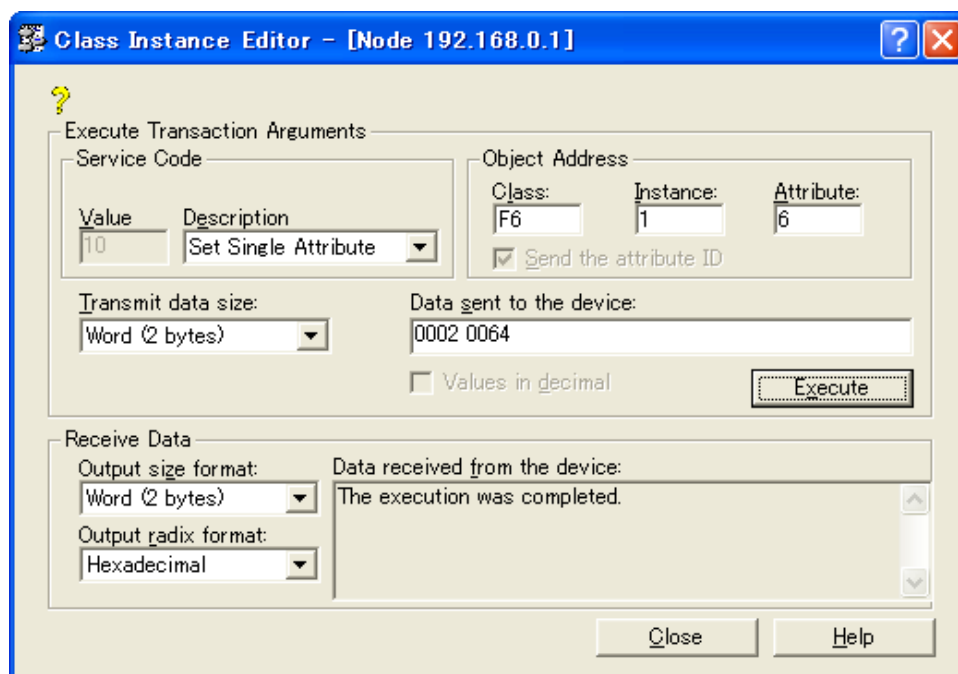 Class Instance Editor - [Node 192.168.0.1]
?
?
Execute Transaction Arguments
Service Code
Object Address
Value
Description
Class:
Instance:
Attribute:
10
Set Single Attribute
F6
1
6
Send the attribute ID
Transmit data size:
Data sent to the device:
Word (2 bytes)
0002 0064
Values in decimal
Execute
Receive Data
Output size format:
Data received from the device:
Word (2 bytes)
The execution was completed.
Output radix format:
Hexadecimal
Close
Help